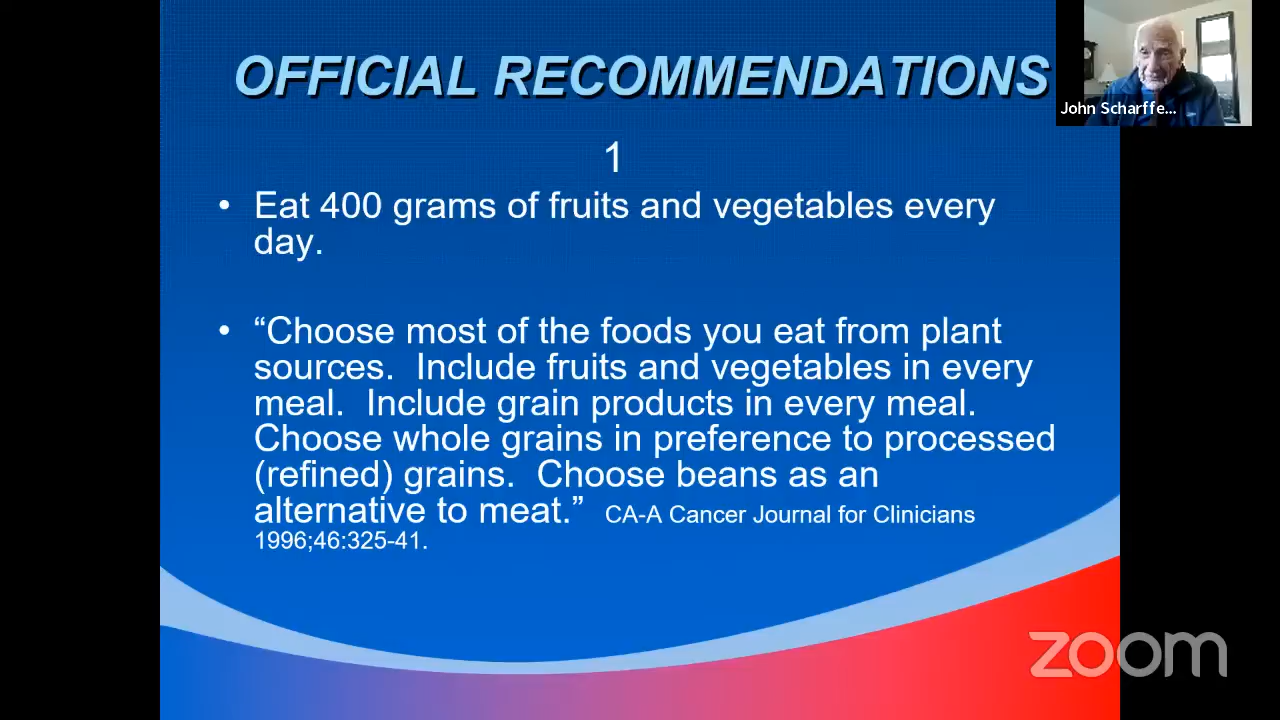 OFFICIAL RECOMMENDATIONS
John Scharffe...
1
• Eat 400 grams of fruits and vegetables every
day.
• “Choose most of the foods you eat from plant
sources.  Include fruits and vegetables in every
meal.  Include grain products in every meal.
Choose whole grains in preference to processed
(refined) grains.  Choose beans as an
alternative to meat.”  CA-A Cancer Journal for Clinicians
1996;46:325-41.
zoom